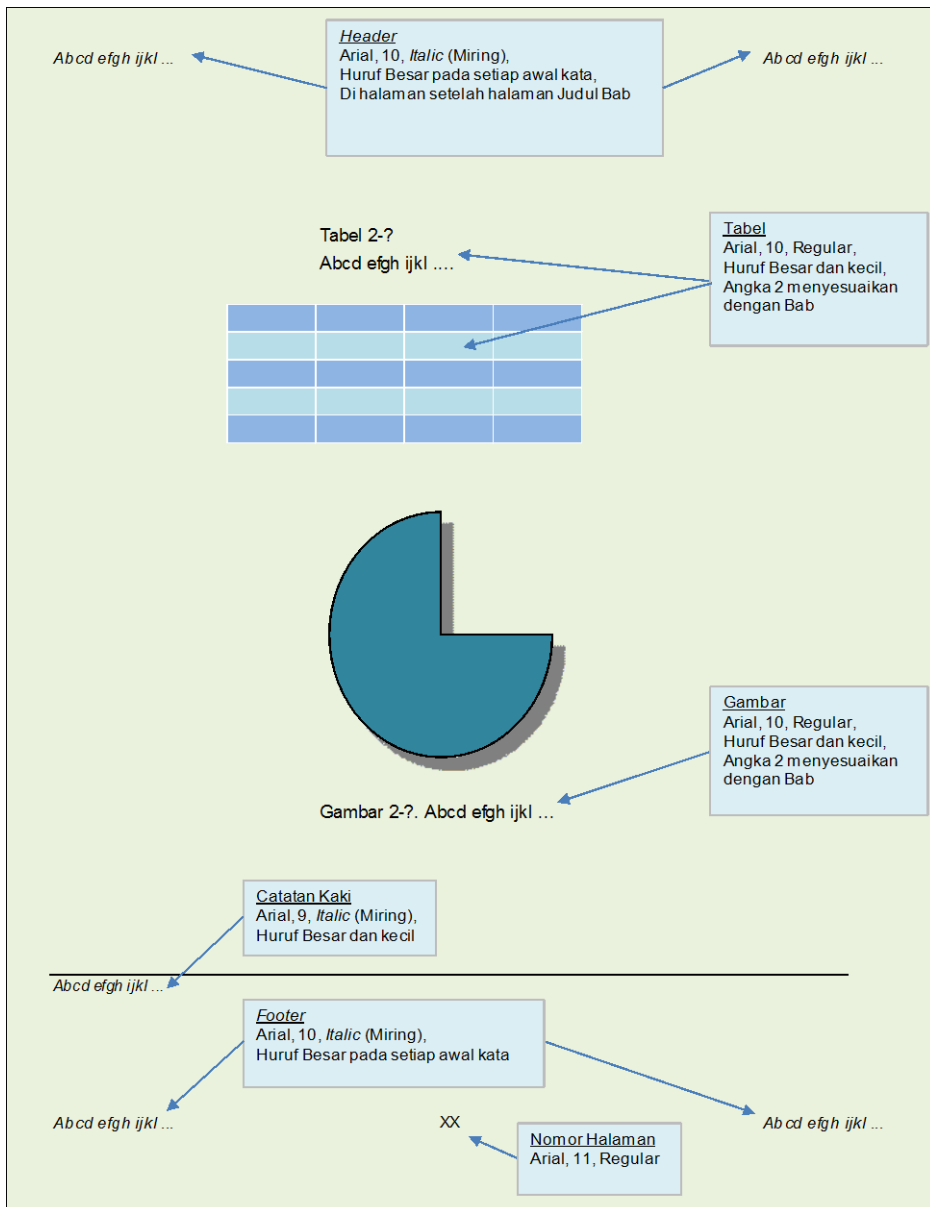 Header
Abcd efgh ijkl ...
Arial, 10, Italic (Miring),
Huruf Besar pada setiap awal kata,
Di halaman setelah halaman Judul Bab
Abcd efgh ijkl ...
Tabel 2-?
Abcd efgh ijkl ....
Tabel
Arial, 10, Regular,
Huruf Besar dan kecil,
Angka 2 menyesuaikan
dengan Bab
Gambar
Arial, 10, Regular,
Huruf Besar dan kecil,
Angka 2 menyesuaikan
dengan Bab
Gambar 2-?. Abcd efgh ijkl ...
Catatan Kaki
Arial, 9, Italic (Miring),
Huruf Besar dan kecil
Abcd efgh ijkl ...
Footer
Arial, 10, Italic (Miring),
Huruf Besar pada setiap awal kata
Abcd efgh ijkl ...
XX
Abcd efgh ijkl ...
Nomor Halaman
Arial, 11, Regular